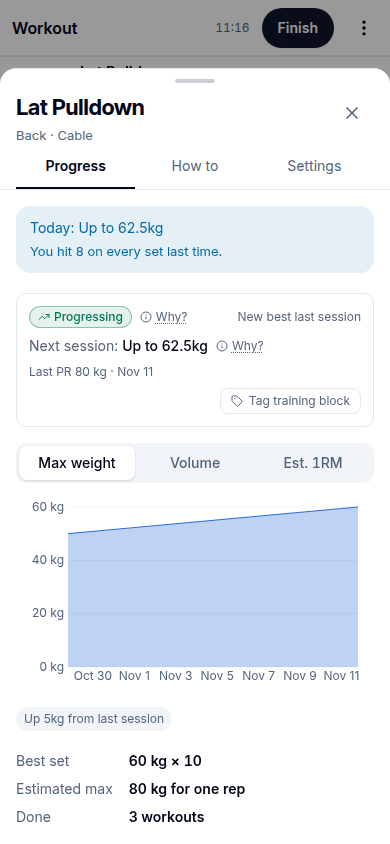 Workout
11:16
Finish
Lat Pulldown
Back · Cable
Progress
How to
Settings
Today: Up to 62.5kg
You hit 8 on every set last time.
Progressing
Why?
New best last session
Next session: Up to 62.5kg
Why?
Last PR 80 kg · Nov 11
Tag training block
Max weight
Volume
Est. 1RM
60 kg
40 kg
20 kg
0 kg
Oct 30
Nov 1
Nov 3
Nov 5
Nov 7
Nov 9
Nov 11
Up 5kg from last session
Best set
60 kg × 10
Estimated max
80 kg for one rep
Done
3 workouts